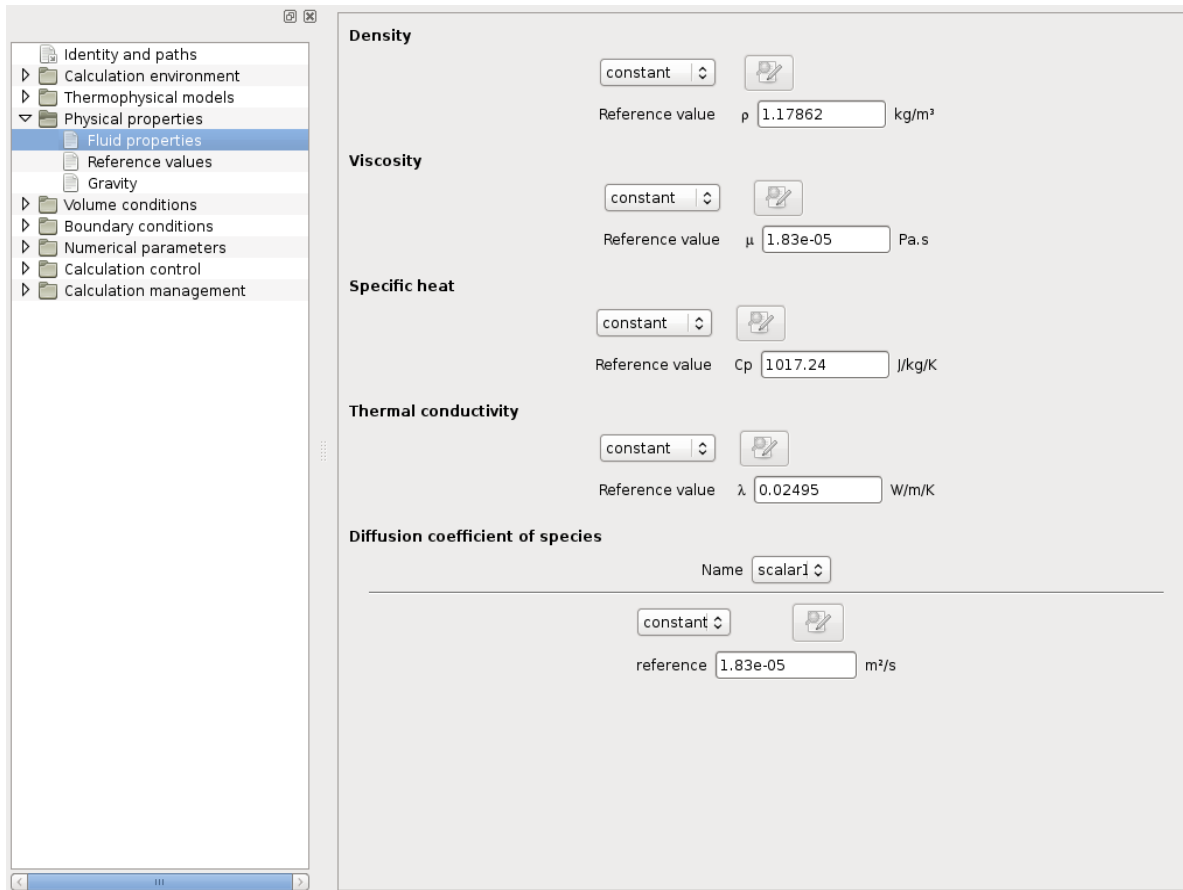 Identity and paths
Calculation environment
Thermophysical models
Physical properties
Fluid properties
Reference values
Gravity
Volume conditions
Boundary conditions
Numerical parameters
Calculation control
Calculation management
Density
constant
Reference value ρ 1.17862 kg/m³
Viscosity
constant
Reference value μ 1.83e-05 Pa.s
Specific heat
constant
Reference value Cp 1017.24 J/kg/K
Thermal conductivity
constant
Reference value λ 0.02495 W/m/K
Diffusion coefficient of species
Name scalar1
constant
reference 1.83e-05 m²/s